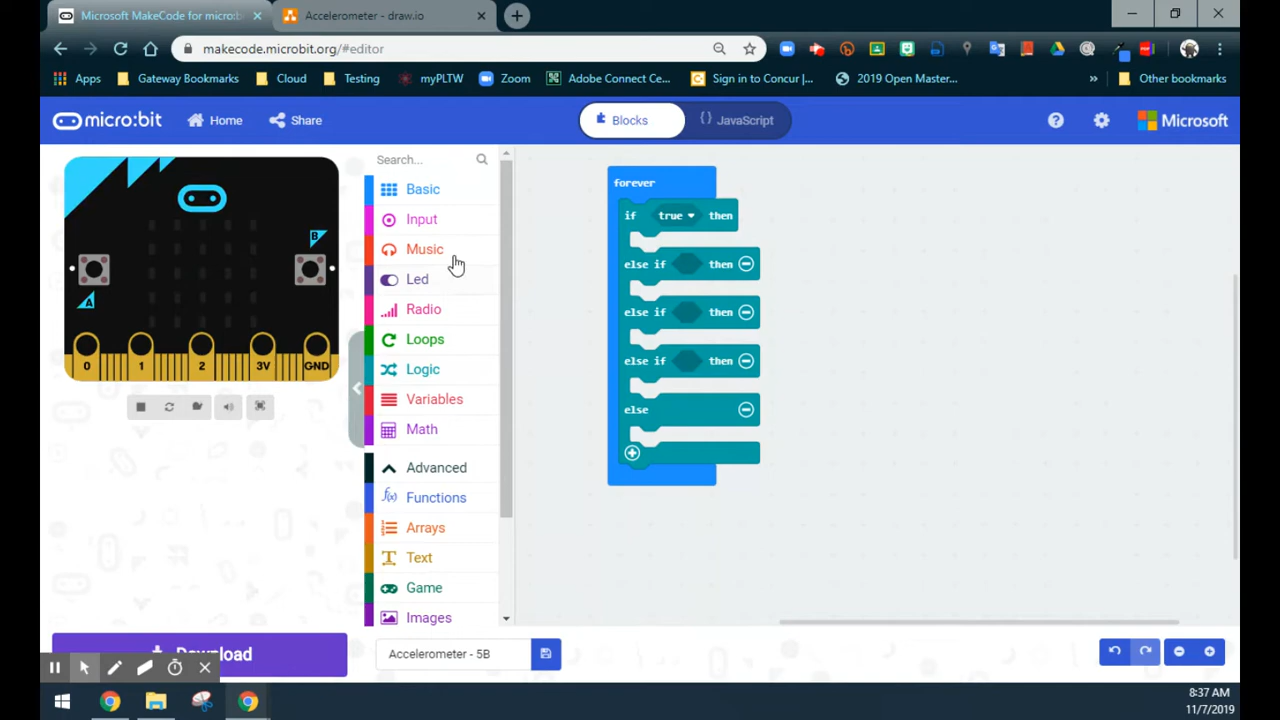 Microsoft MakeCode for micro:b
Accelerometer - draw.io
makecode.microbit.org/#editor
Apps
Gateway Bookmarks
Cloud
Testing
myPLTW
Zoom
Adobe Connect Ce...
Sign in to Concur |...
2019 Open Master...
»
Other bookmarks
micro:bit
Home
Share
Blocks
{} JavaScript
Microsoft
A
B
0
1
2
3V
GND
Search...
Basic
Input
Music
Led
Radio
Loops
Logic
Variables
Math
Advanced
Functions
Arrays
Text
Game
Images
forever
if true then
else if then
else if then
else if then
else
Download
Accelerometer - 5B
8:37 AM
11/7/2019